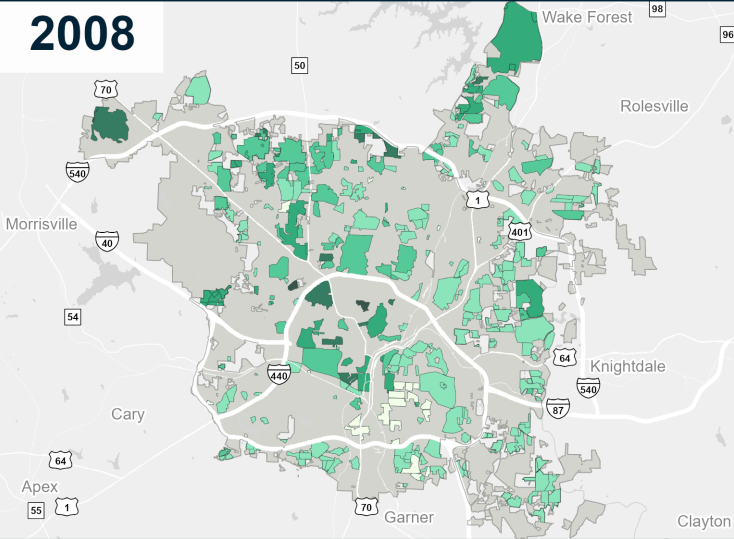 2008
98
Wake Forest
96
50
70
Rolesville
540
1
Morrisville
401
40
54
64
Knightdale
440
540
87
Cary
64
Apex
55
1
70
Garner
Clayton